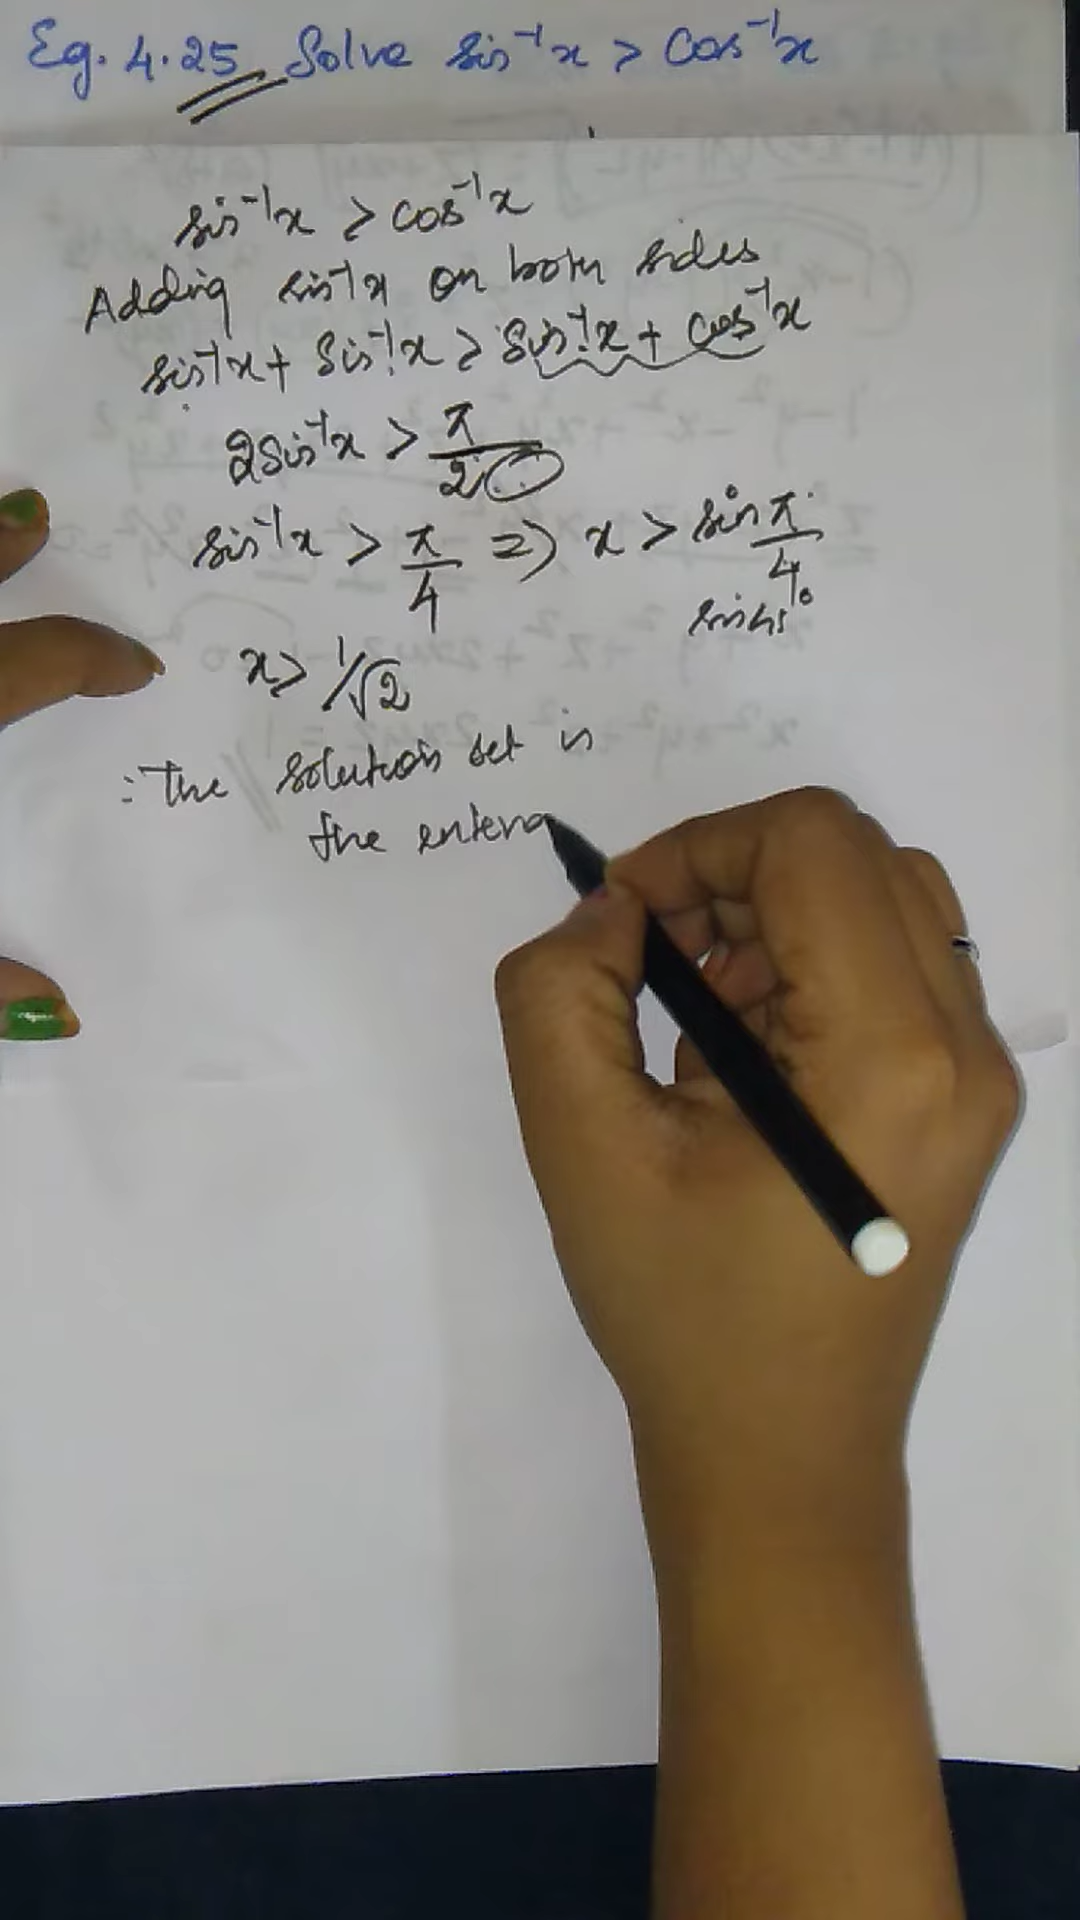 Eg. 4.25 Solve sin⁻¹x > cos⁻¹x
sin⁻¹x > cos⁻¹x
Adding sin⁻¹x on both sides
sin⁻¹x + sin⁻¹x > sin⁻¹x + cos⁻¹x
2sin⁻¹x > π/2
sin⁻¹x > π/4 ⇒ x > sin π/4
sin45°
x > 1/√2
∴ The solution set is
the interva